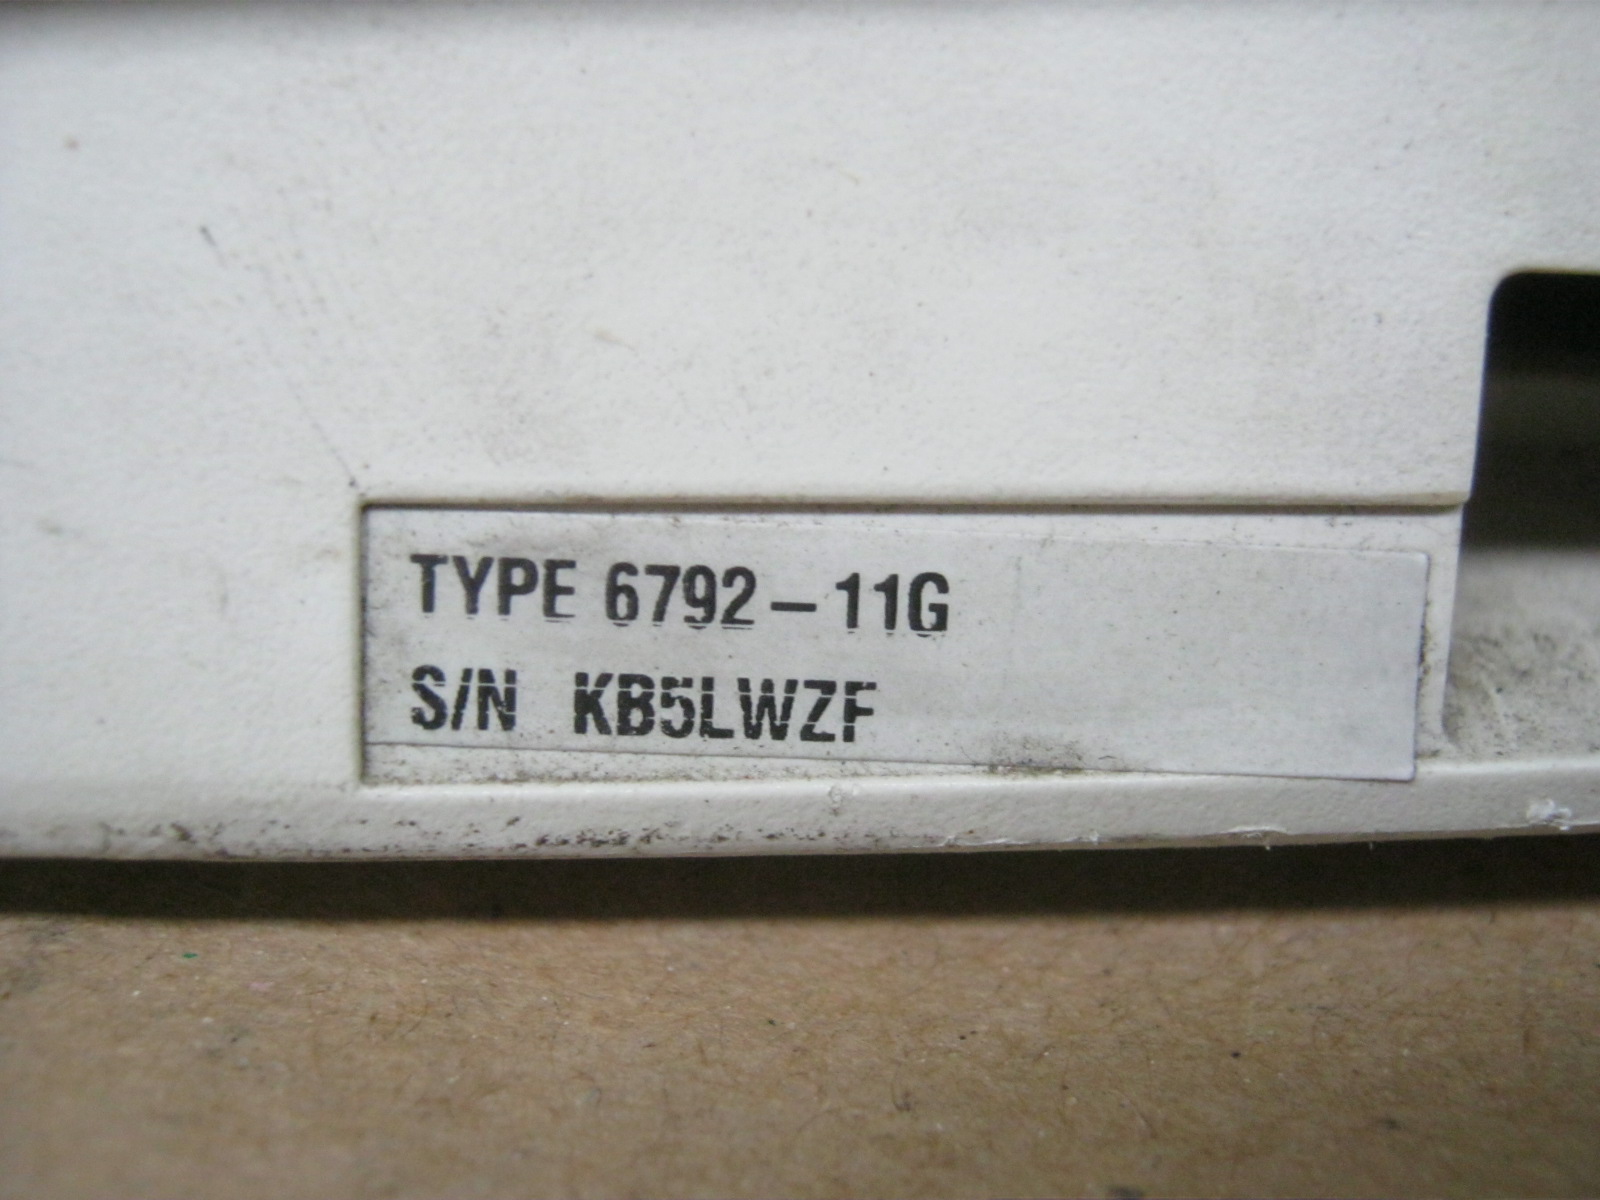 TYPE 6792-11G
S/N KB5LWZF